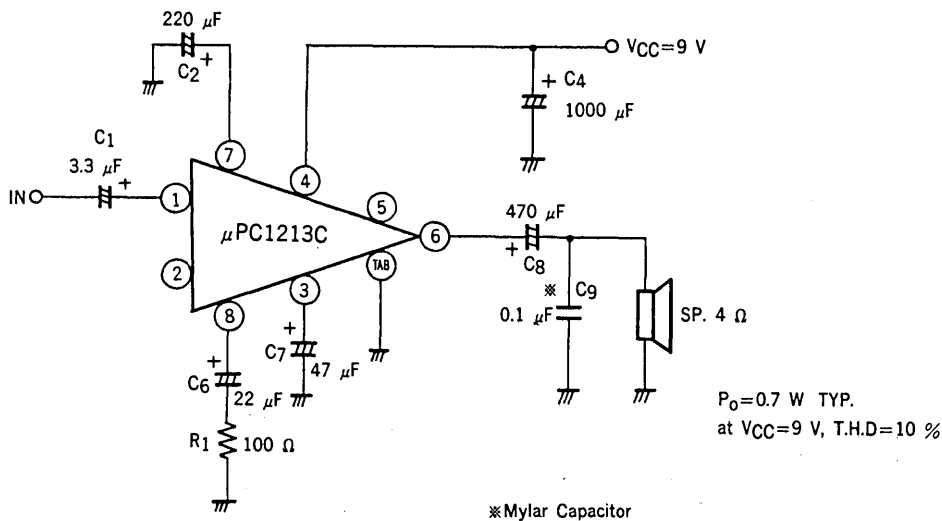 220 μF
C2
VCC=9 V
C4
1000 μF
C1
3.3 μF
IN
1
7
4
5
6
2
μPC1213C
TAB
8
3
470 μF
C8
※ C9
0.1 μF
SP. 4 Ω
C7
47 μF
C6
22 μF
R1
100 Ω
Po=0.7 W TYP.
at VCC=9 V, T.H.D=10 %
※Mylar Capacitor